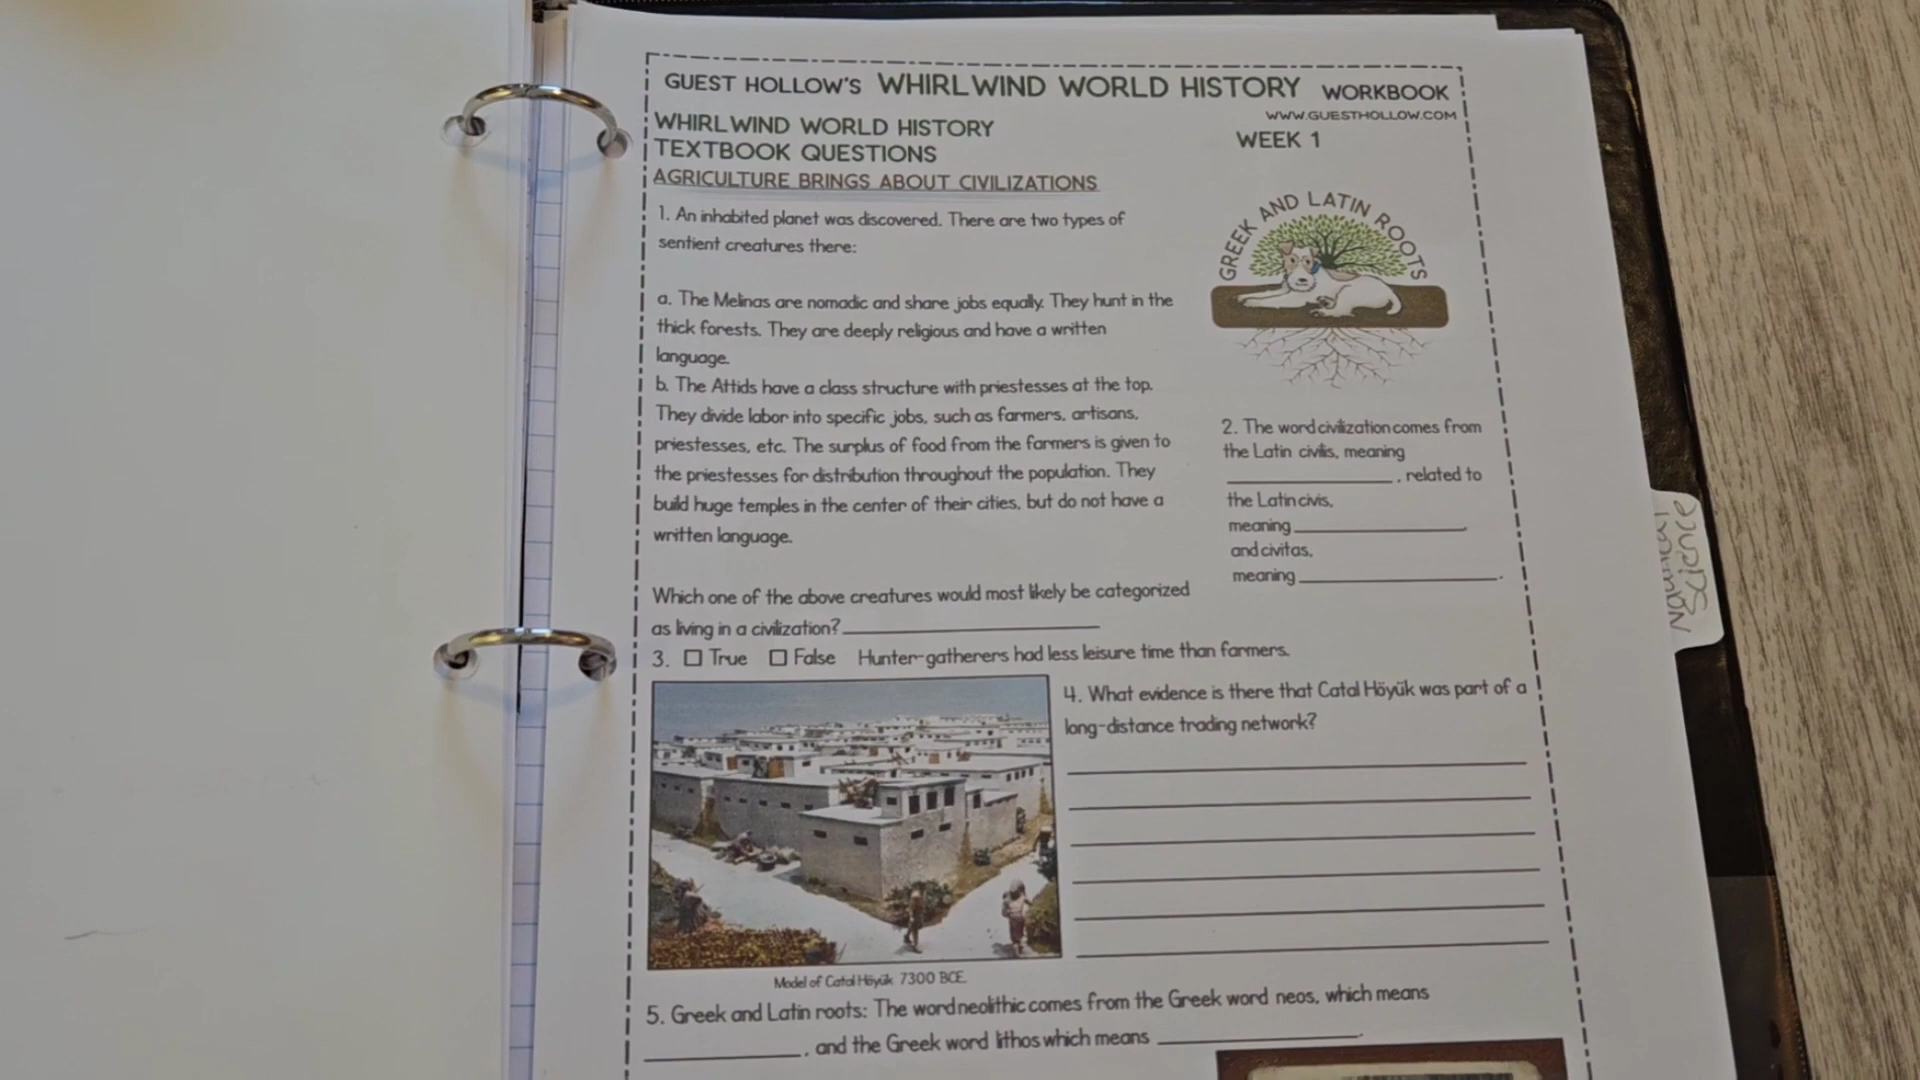 GUEST HOLLOW'S WHIRLWIND WORLD HISTORY WORKBOOK
WWW.GUESTHOLLOW.COM
WHIRLWIND WORLD HISTORY
TEXTBOOK QUESTIONS
WEEK 1
AGRICULTURE BRINGS ABOUT CIVILIZATIONS
1. An inhabited planet was discovered. There are two types of
sentient creatures there:
a. The Melinas are nomadic and share jobs equally. They hunt in the
thick forests. They are deeply religious and have a written
language.
b. The Attids have a class structure with priestesses at the top.
They divide labor into specific jobs, such as farmers, artisans,
priestesses, etc. The surplus of food from the farmers is given to
the priestesses for distribution throughout the population. They
build huge temples in the center of their cities, but do not have a
written language.
Which one of the above creatures would most likely be categorized
as living in a civilization?
GREEK AND LATIN ROOTS
2. The word civilization comes from
the Latin civilis, meaning
, related to
the Latin civis,
meaning
and civitas,
meaning .
3. True False Hunter-gatherers had less leisure time than farmers.
4. What evidence is there that Catal Höyük was part of a
long-distance trading network?
Model of Catal Höyük 7300 BCE
5. Greek and Latin roots: The word neolithic comes from the Greek word neos, which means
, and the Greek word lithos which means .
Science